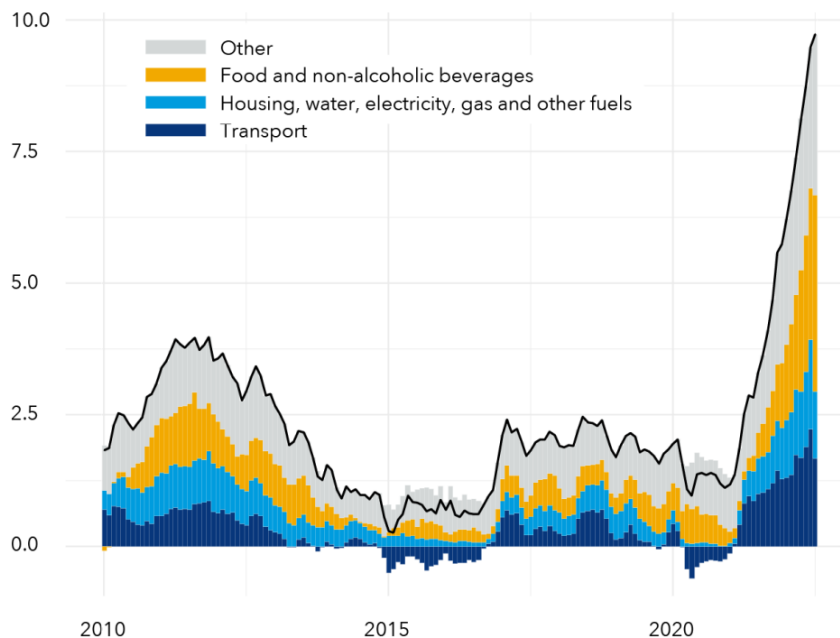 10.0
Other
Food and non-alcoholic beverages
Housing, water, electricity, gas and other fuels
Transport
7.5
5.0
2.5
0.0
2010 2015 2020